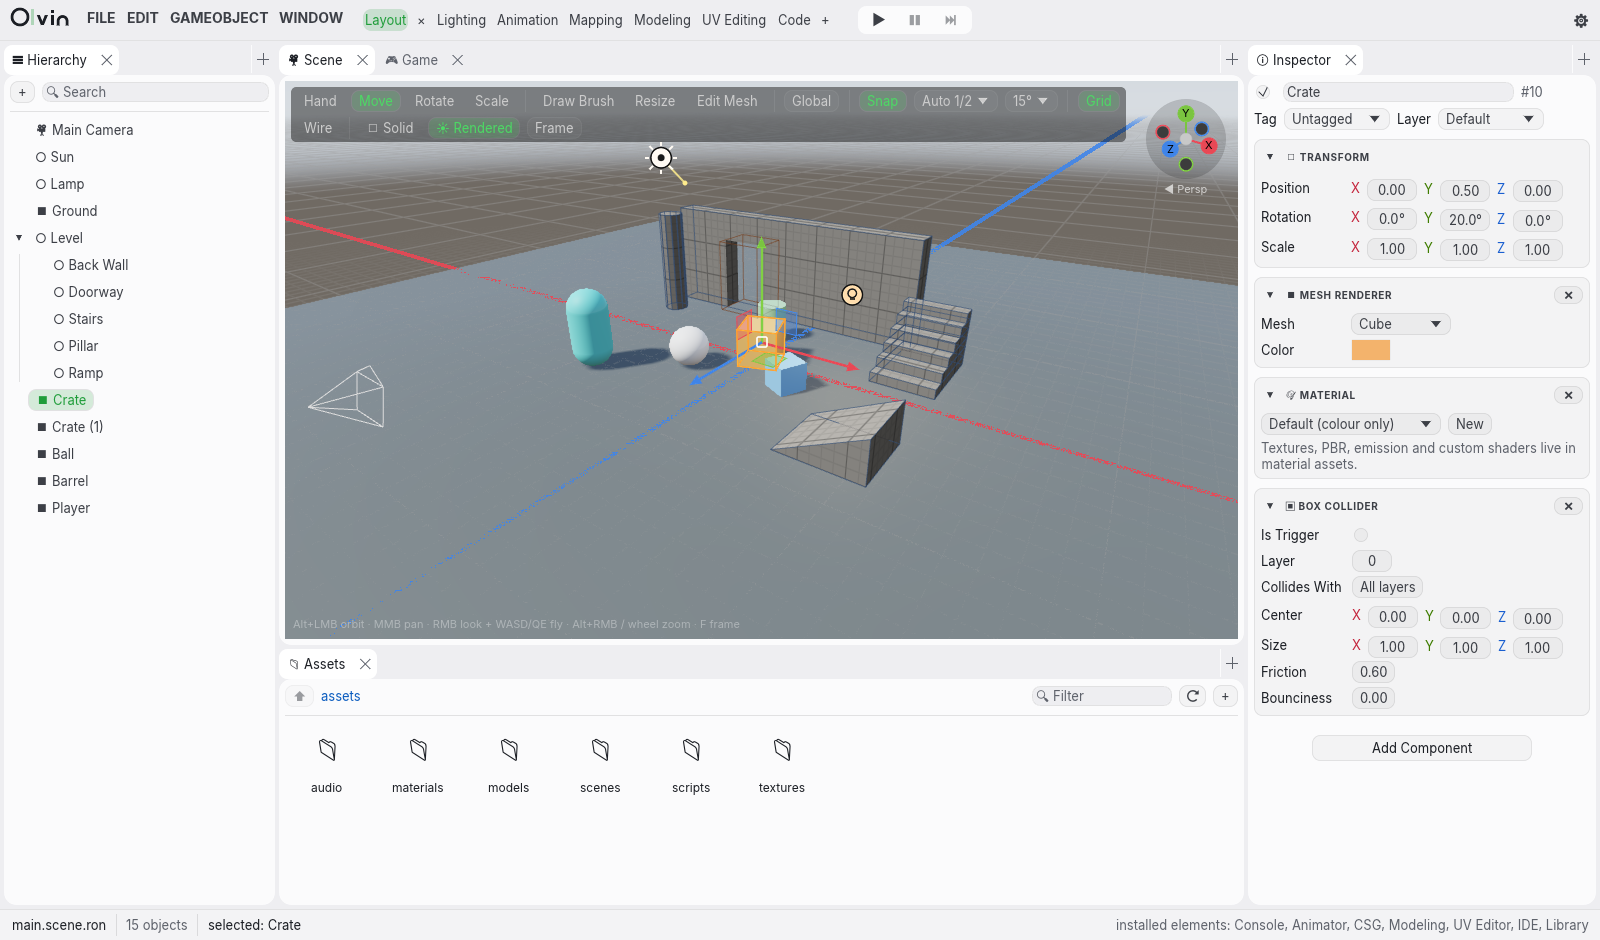 Olvin FILE EDIT GAMEOBJECT WINDOW Layout × Lighting Animation Mapping Modeling UV Editing Code +
Hierarchy
+ Search
Main Camera
Sun
Lamp
Ground
Level
Back Wall
Doorway
Stairs
Pillar
Ramp
Crate
Crate (1)
Ball
Barrel
Player
Scene Game
Hand Move Rotate Scale Draw Brush Resize Edit Mesh Global Snap Auto 1/2 15° Grid
Wire Solid Rendered Frame
Y
Z X
Persp
Alt+LMB orbit · MMB pan · RMB look + WASD/QE fly · Alt+RMB / wheel zoom · F frame
Assets
assets Filter +
audio materials models scenes scripts textures
Inspector
Crate #10
Tag Untagged Layer Default
TRANSFORM
Position X 0.00 Y 0.50 Z 0.00
Rotation X 0.0° Y 20.0° Z 0.0°
Scale X 1.00 Y 1.00 Z 1.00
MESH RENDERER
Mesh Cube
Color
MATERIAL
Default (colour only) New
Textures, PBR, emission and custom shaders live in
material assets.
BOX COLLIDER
Is Trigger
Layer 0
Collides With All layers
Center X 0.00 Y 0.00 Z 0.00
Size X 1.00 Y 1.00 Z 1.00
Friction 0.60
Bounciness 0.00
Add Component
main.scene.ron 15 objects selected: Crate installed elements: Console, Animator, CSG, Modeling, UV Editor, IDE, Library